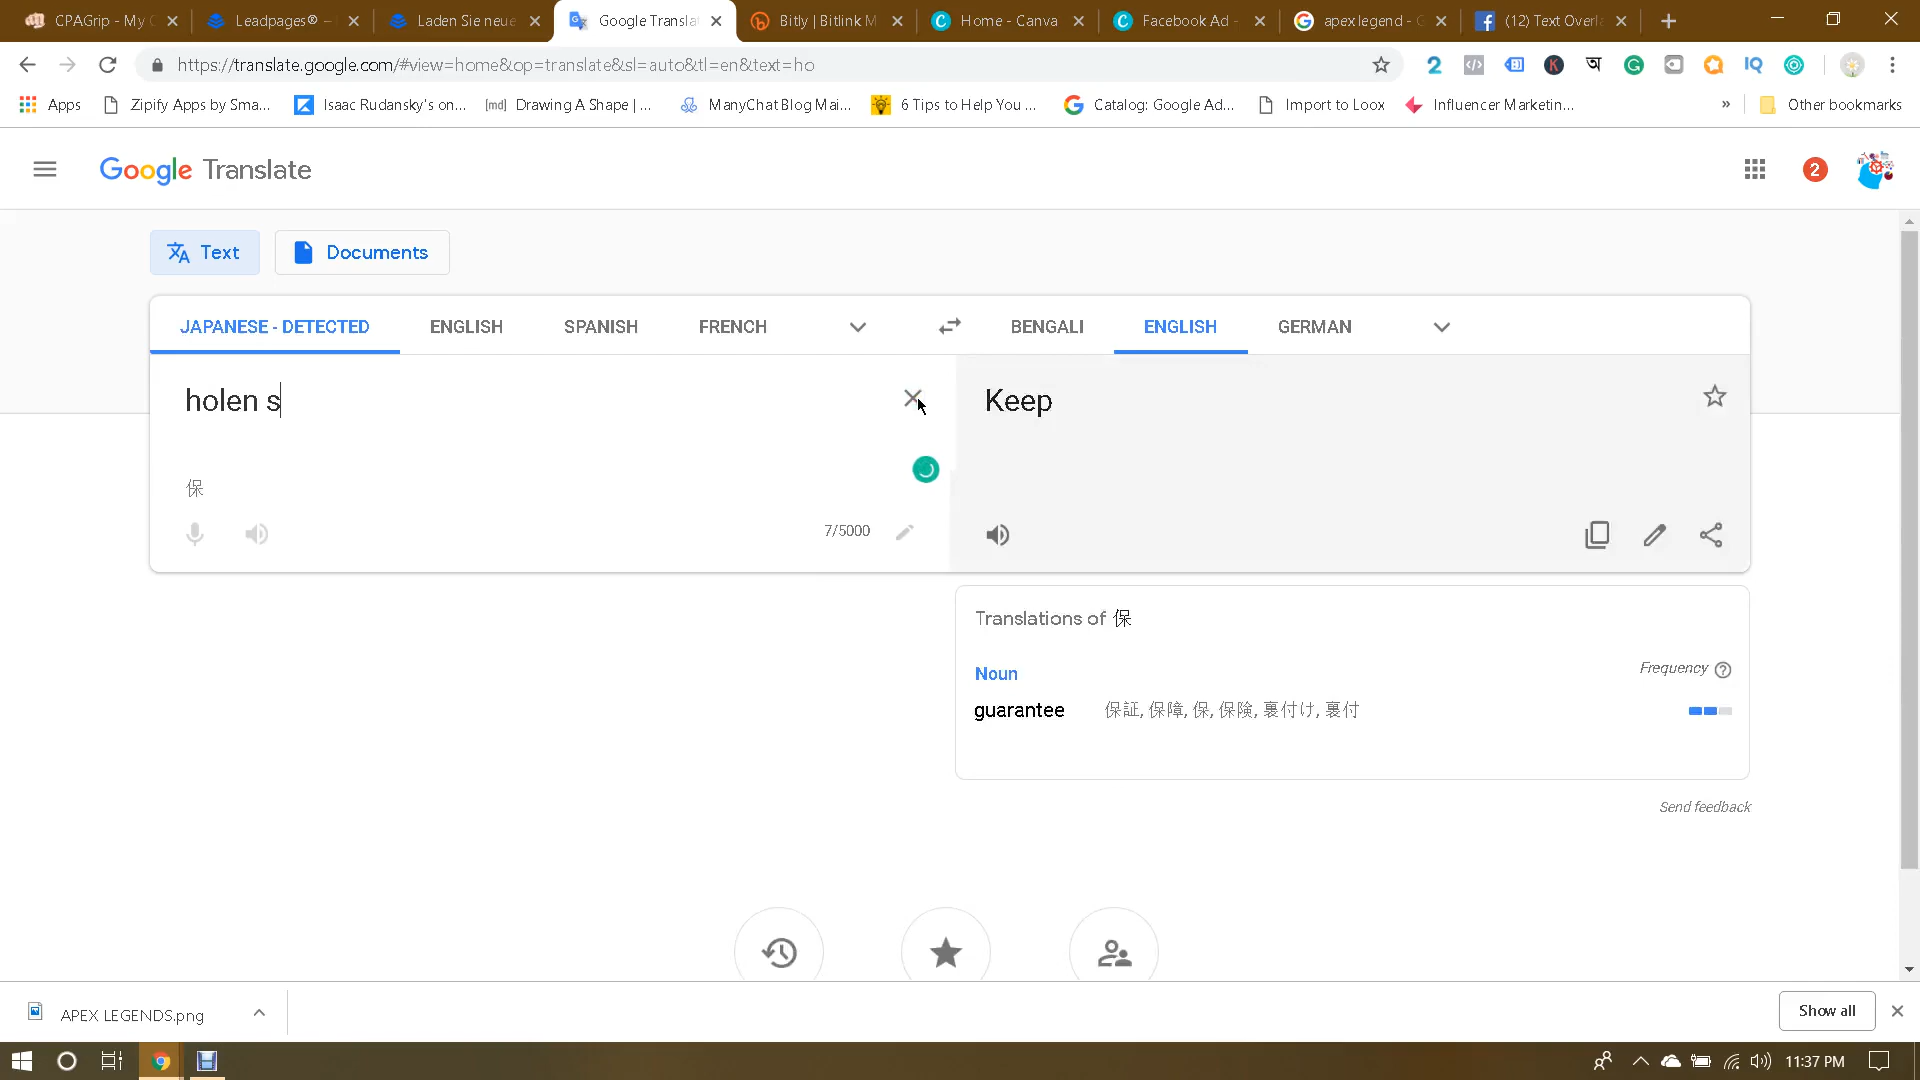 CPAGrip - My C
Leadpages® –
Laden Sie neue
Google Translat
Bitly | Bitlink M
Home - Canva
Facebook Ad -
apex legend - G
(12) Text Overl
https://translate.google.com/#view=home&op=translate&sl=auto&tl=en&text=ho
Apps
Zipify Apps by Sma...
Isaac Rudansky's on...
[md] Drawing A Shape | ...
ManyChat Blog Mai...
6 Tips to Help You ...
Catalog: Google Ad...
Import to Loox
Influencer Marketin...
»
Other bookmarks
Google Translate
2
Text
Documents
JAPANESE - DETECTED
ENGLISH
SPANISH
FRENCH
BENGALI
ENGLISH
GERMAN
holen s
Keep
保
7/5000
Translations of 保
Noun
Frequency
guarantee
保証, 保障, 保, 保険, 裏付け, 裏付
Send feedback
APEX LEGENDS.png
Show all
11:37 PM